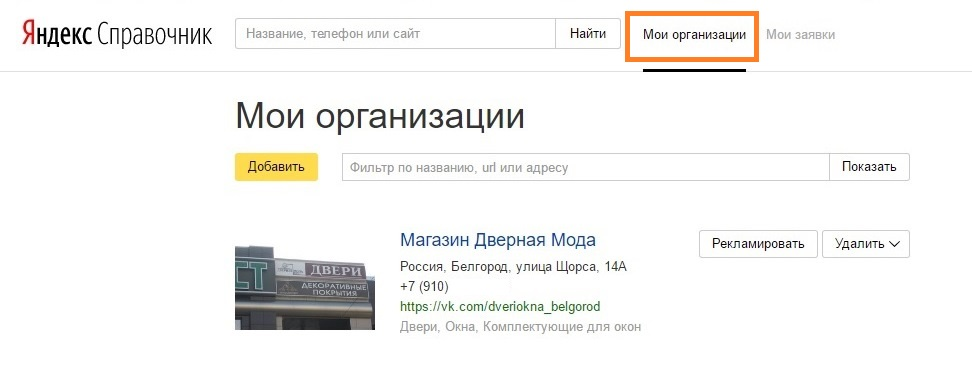 Яндекс Справочник
Название, телефон или сайт
Найти
Мои организации
Мои заявки
Мои организации
Добавить
Фильтр по названию, url или адресу
Показать
Магазин Дверная Мода
Рекламировать
Удалить
Россия, Белгород, улица Щорса, 14А
+7 (910)
https://vk.com/dveriokna_belgorod
Двери, Окна, Комплектующие для окон
СТ
ДВЕРИ
ДЕКОРАТИВНЫЕ
ПОКРЫТИЯ